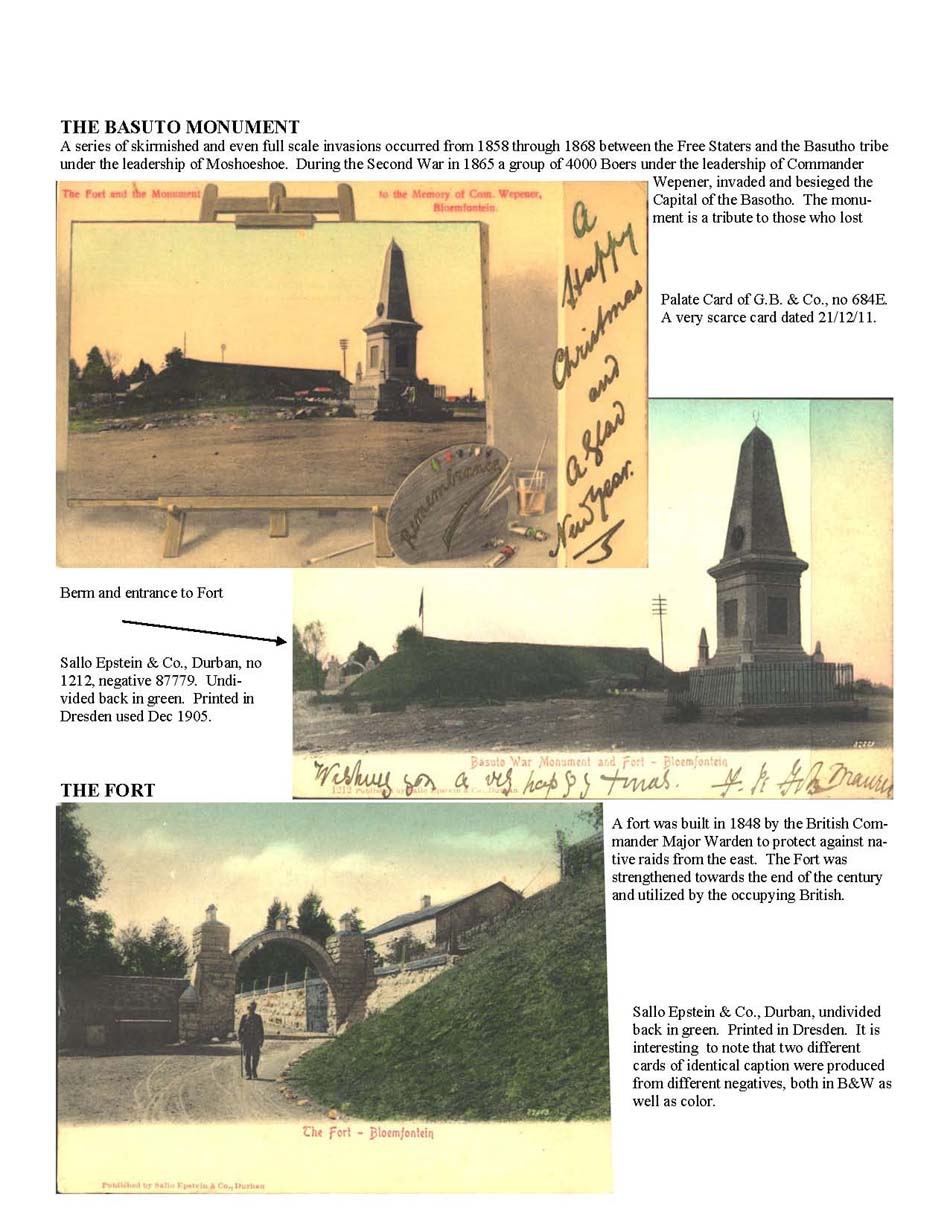 THE BASUTO MONUMENT
A series of skirmished and even full scale invasions occurred from 1858 through 1868 between the Free Staters and the Basutho tribe
under the leadership of Moshoeshoe. During the Second War in 1865 a group of 4000 Boers under the leadership of Commander
Wepener, invaded and besieged the
Capital of the Basotho. The monu-
ment is a tribute to those who lost
The Fort and the Monument to the Memory of Com. Wepener,
Bloemfontein.
A
Happy
Christmas
and
A Glad
New Year.
Remembrance
Palate Card of G.B. & Co., no 684E.
A very scarce card dated 21/12/11.
Berm and entrance to Fort
Sallo Epstein & Co., Durban, no
1212, negative 87779. Undi-
vided back in green. Printed in
Dresden used Dec 1905.
Basuto War Monument and Fort - Bloemfontein
Wishing you a very happy Xmas.
1212 Published by Sallo Epstein & Co., Durban
THE FORT
A fort was built in 1848 by the British Com-
mander Major Warden to protect against na-
tive raids from the east. The Fort was
strengthened towards the end of the century
and utilized by the occupying British.
Sallo Epstein & Co., Durban, undivided
back in green. Printed in Dresden. It is
interesting to note that two different
cards of identical caption were produced
from different negatives, both in B&W as
well as color.
The Fort - Bloemfontein
Published by Sallo Epstein & Co., Durban